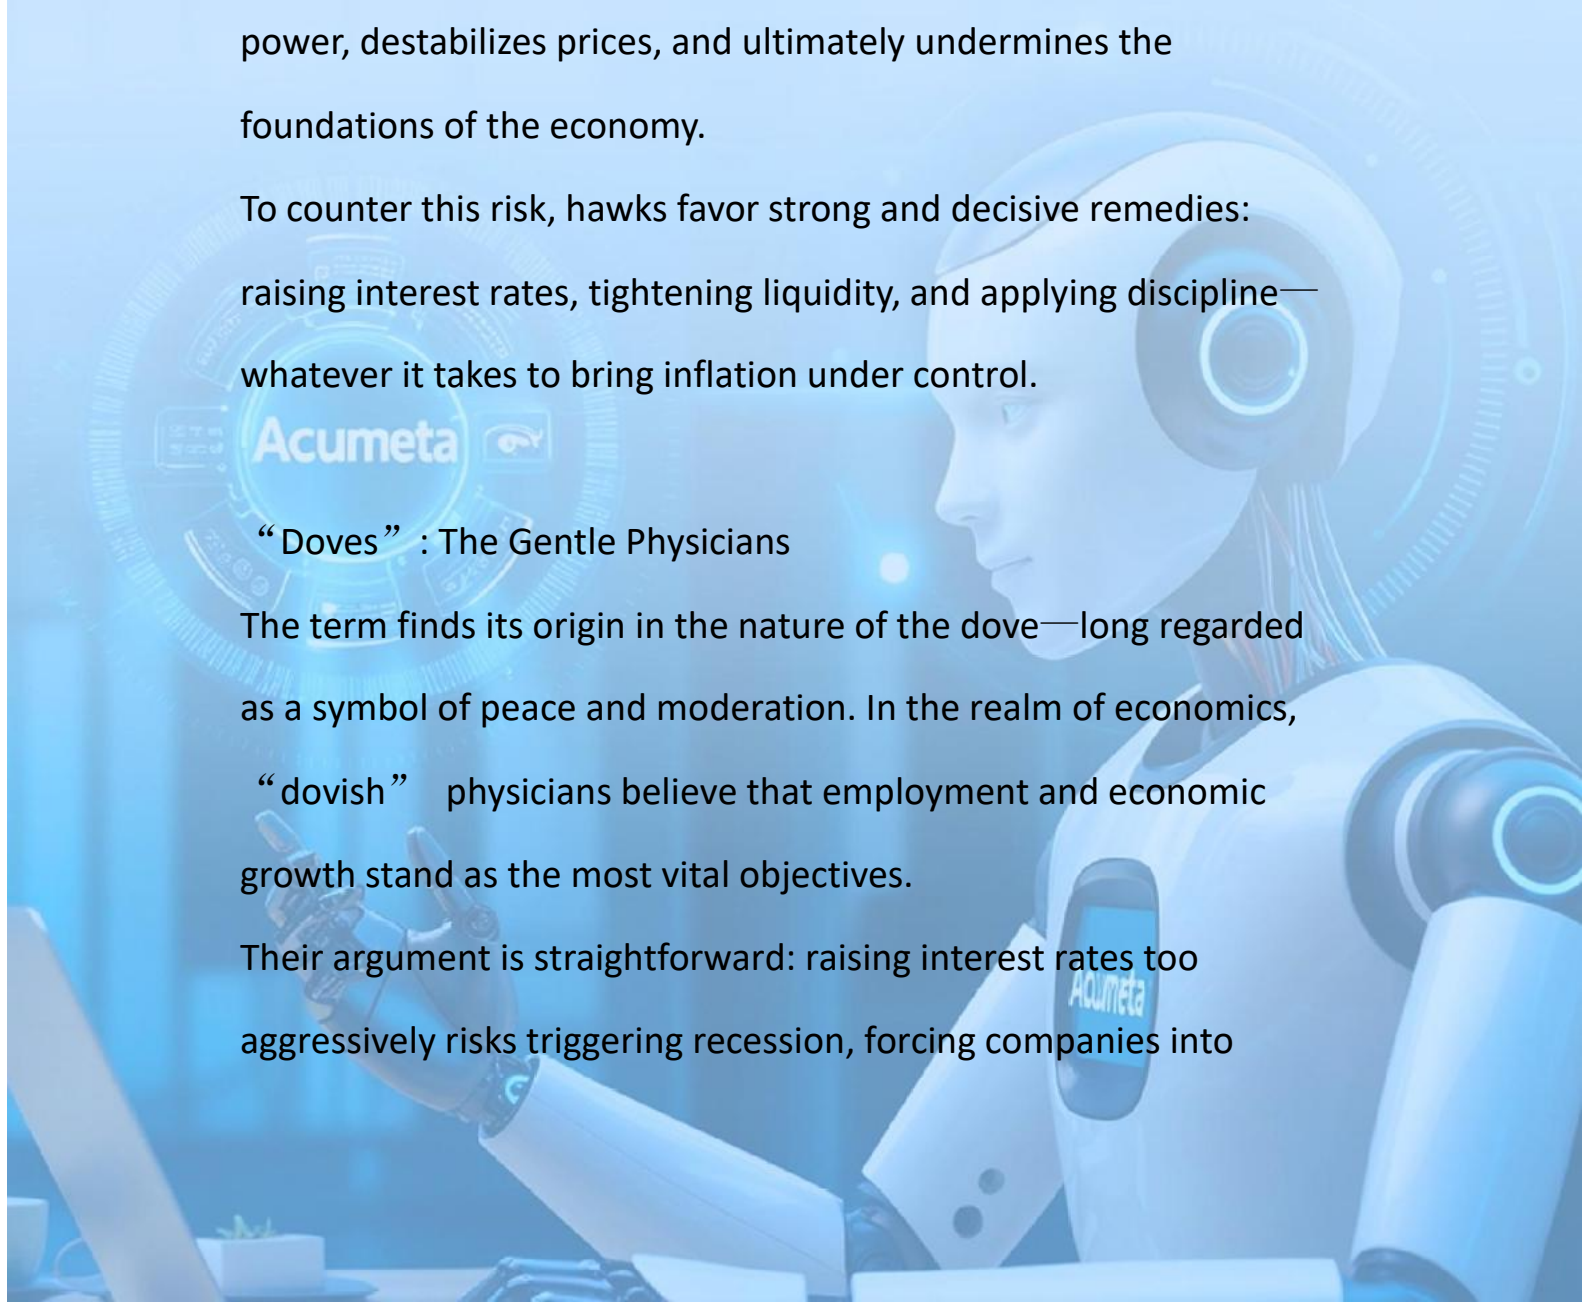 power, destabilizes prices, and ultimately undermines the
foundations of the economy.
To counter this risk, hawks favor strong and decisive remedies:
raising interest rates, tightening liquidity, and applying discipline—
whatever it takes to bring inflation under control.
Acumeta
“Doves”: The Gentle Physicians
The term finds its origin in the nature of the dove—long regarded
as a symbol of peace and moderation. In the realm of economics,
“dovish” physicians believe that employment and economic
growth stand as the most vital objectives.
Their argument is straightforward: raising interest rates too
Acumeta
aggressively risks triggering recession, forcing companies into